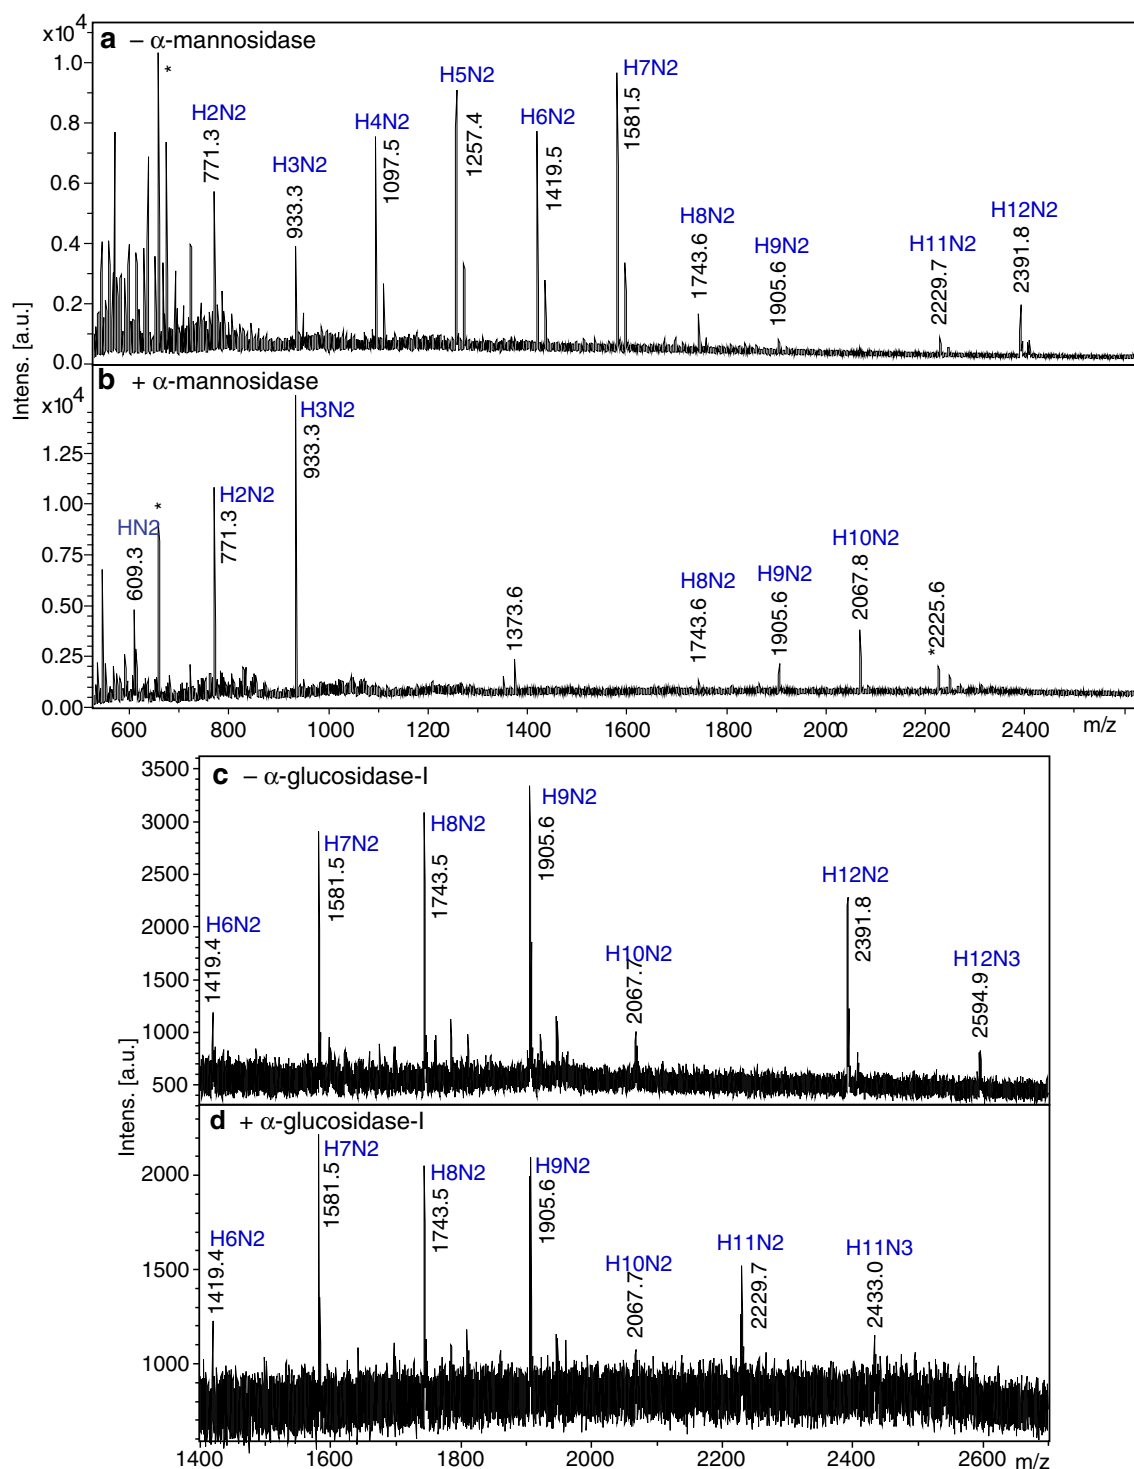 x10⁴
a − α-mannosidase
1.0
0.8
0.6
0.4
0.2
0.0
*
H2N2
771.3
H3N2
933.3
H4N2
1097.5
H5N2
1257.4
H6N2
1419.5
H7N2
1581.5
H8N2
1743.6
H9N2
1905.6
H11N2
2229.7
H12N2
2391.8
Intens. [a.u.]
b + α-mannosidase
x10⁴
1.25
1.00
0.75
0.50
0.25
0.00
HN2
609.3
*
H2N2
771.3
H3N2
933.3
1373.6
H8N2
1743.6
H9N2
1905.6
H10N2
2067.8
*2225.6
600 800 1000 1200 1400 1600 1800 2000 2200 2400 m/z
c − α-glucosidase-I
3500
3000
2500
2000
1500
1000
500
H6N2
1419.4
H7N2
1581.5
H8N2
1743.5
H9N2
1905.6
H10N2
2067.7
H12N2
2391.8
H12N3
2594.9
Intens. [a.u.]
d + α-glucosidase-I
2000
1500
1000
H6N2
1419.4
H7N2
1581.5
H8N2
1743.5
H9N2
1905.6
H10N2
2067.7
H11N2
2229.7
H11N3
2433.0
1400 1600 1800 2000 2200 2400 2600 m/z